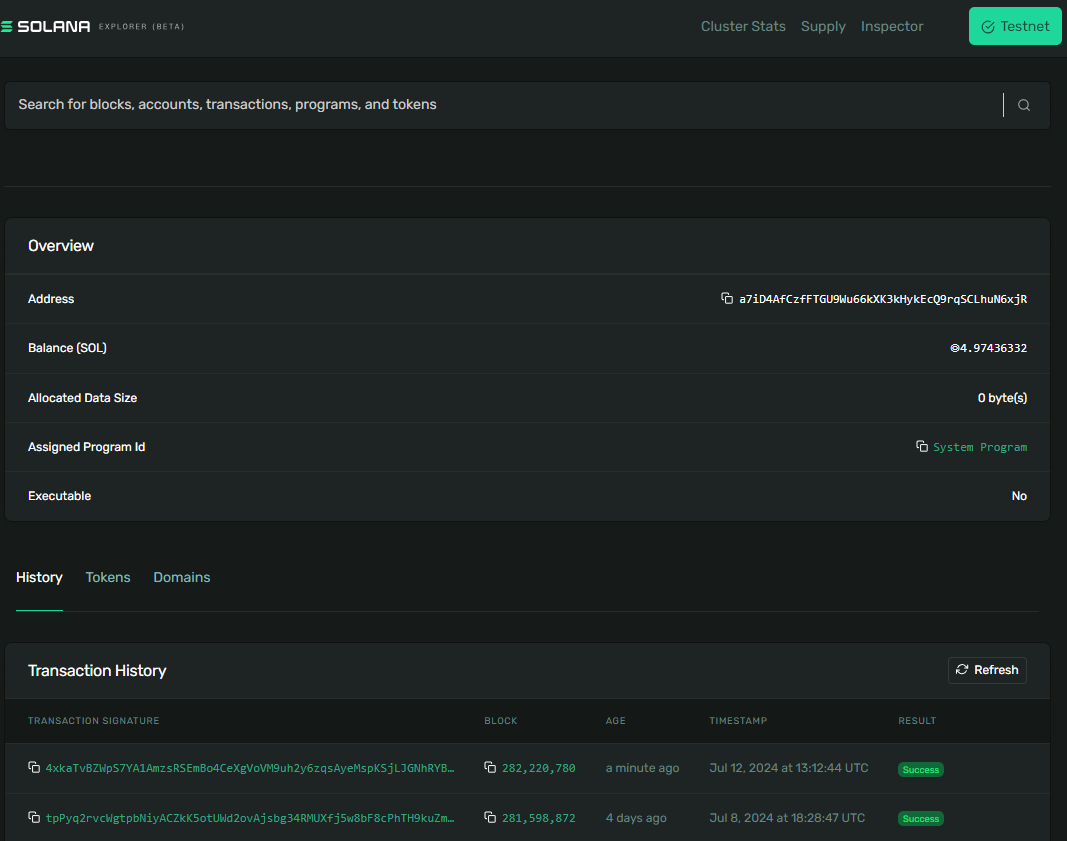 SOLANA EXPLORER (BETA) Cluster Stats Supply Inspector Testnet
Search for blocks, accounts, transactions, programs, and tokens
Overview
Address a7iD4AfCzfFTGU9Wu66kXK3kHykEcQ9rqSCLhuN6xjR
Balance (SOL) ◎4.97436332
Allocated Data Size 0 byte(s)
Assigned Program Id System Program
Executable No
History Tokens Domains
Transaction History Refresh
TRANSACTION SIGNATURE BLOCK AGE TIMESTAMP RESULT
4xkaTvBZWpS7YA1AmzsRSEmBo4CeXgVoVM9uh2y6zqsAyeMspKSjLJGNhRYB… 282,220,780 a minute ago Jul 12, 2024 at 13:12:44 UTC Success
tpPyq2rvcWgtpbNiyACZkK5otUWd2ovAjsbg34RMUXfj5w8bF8cPhTH9kuZm… 281,598,872 4 days ago Jul 8, 2024 at 18:28:47 UTC Success